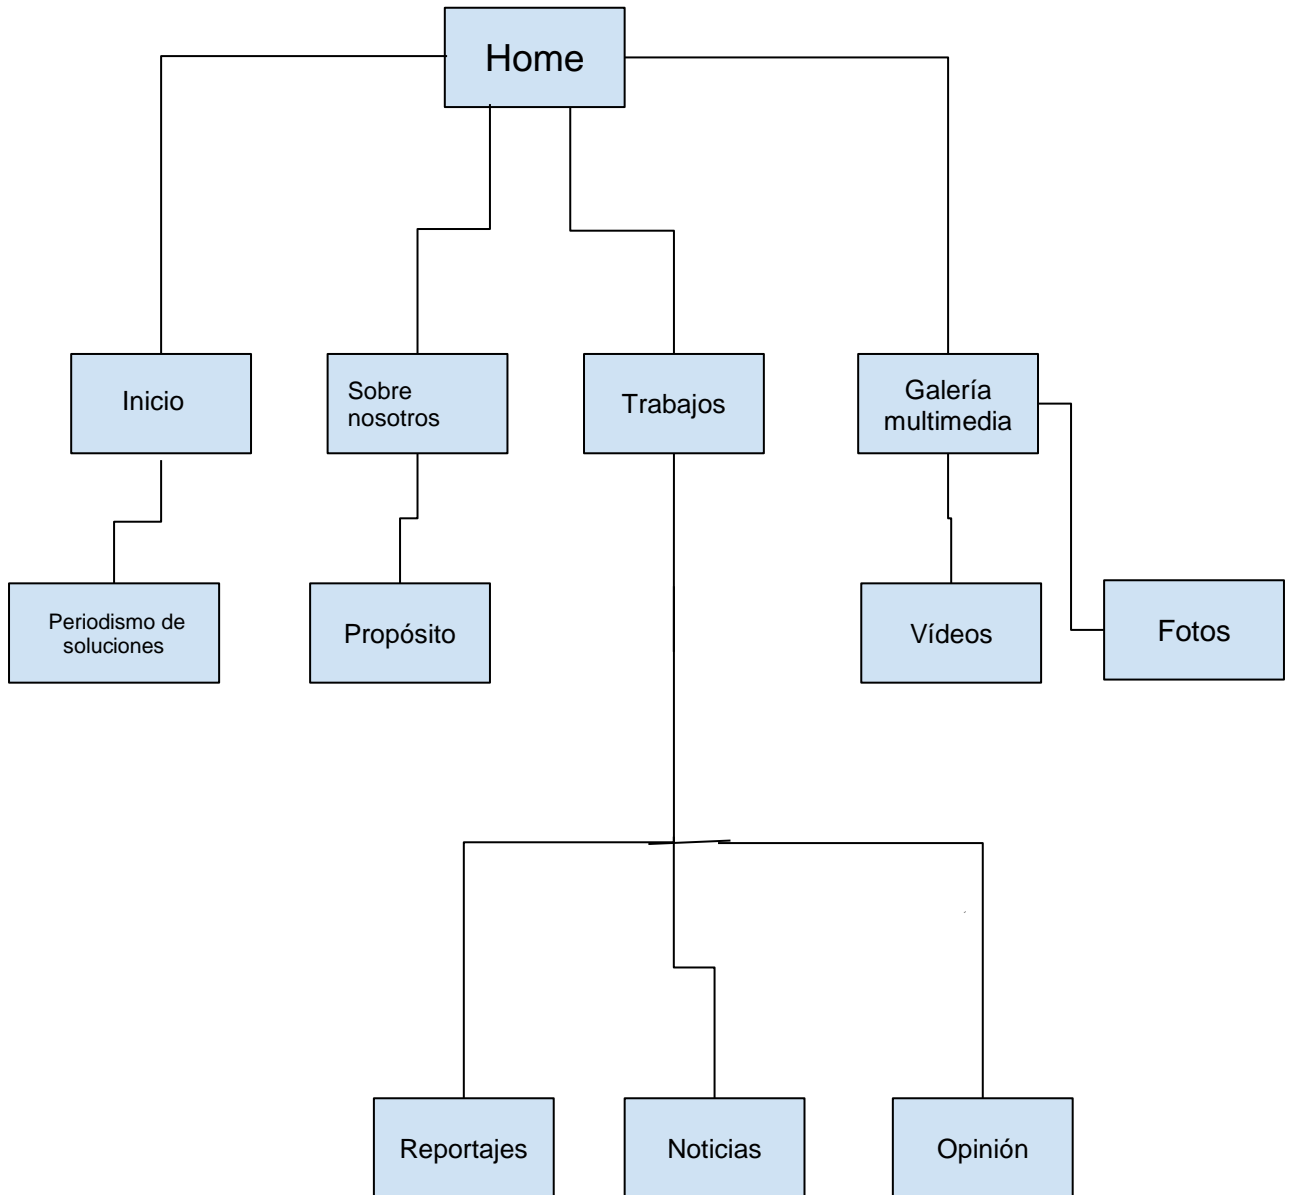 Home
Inicio
Sobre
nosotros
Trabajos
Galería
multimedia
Periodismo de
soluciones
Propósito
Vídeos
Fotos
Reportajes
Noticias
Opinión